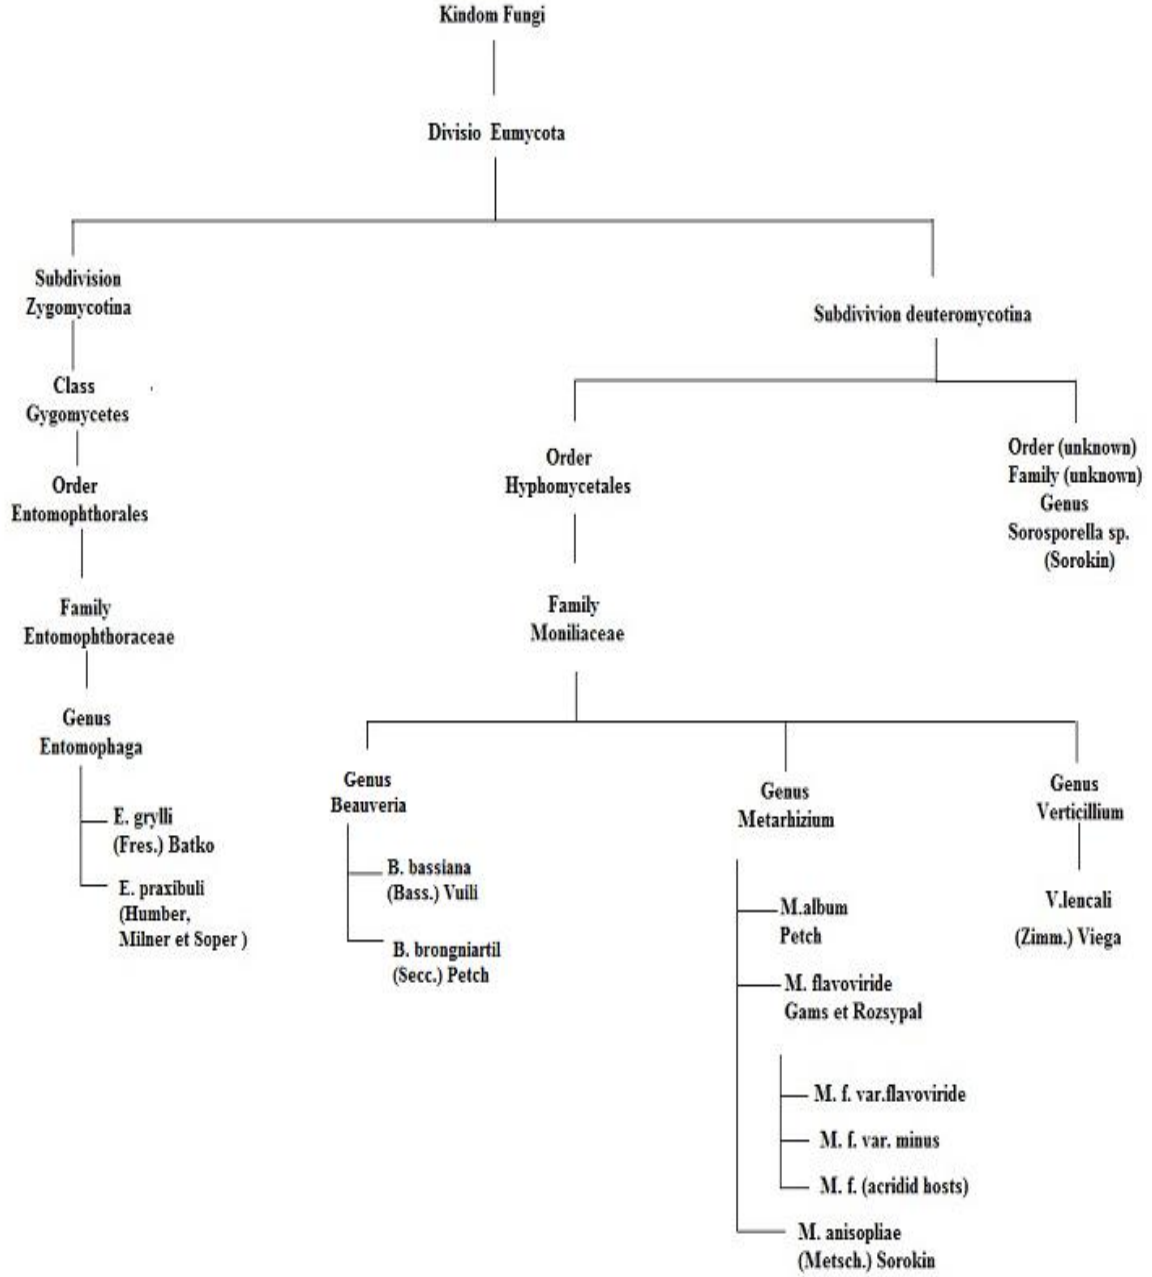 Kindom Fungi
Divisio Eumycota
Subdivision
Zygomycotina
Class
Gygomycetes
Order
Entomophthorales
Family
Entomophthoraceae
Genus
Entomophaga
E. grylli
(Fres.) Batko
E. praxibuli
(Humber,
Milner et Soper )
Subdivivion deuteromycotina
Order
Hyphomycetales
Family
Moniliaceae
Genus
Beauveria
B. bassiana
(Bass.) Vuili
B. brongniartil
(Secc.) Petch
Genus
Metarhizium
M.album
Petch
M. flavoviride
Gams et Rozsypal
M. f. var.flavoviride
M. f. var. minus
M. f. (acridid hosts)
M. anisopliae
(Metsch.) Sorokin
Genus
Verticillium
V.lencali
(Zimm.) Viega
Order (unknown)
Family (unknown)
Genus
Sorosporella sp.
(Sorokin)